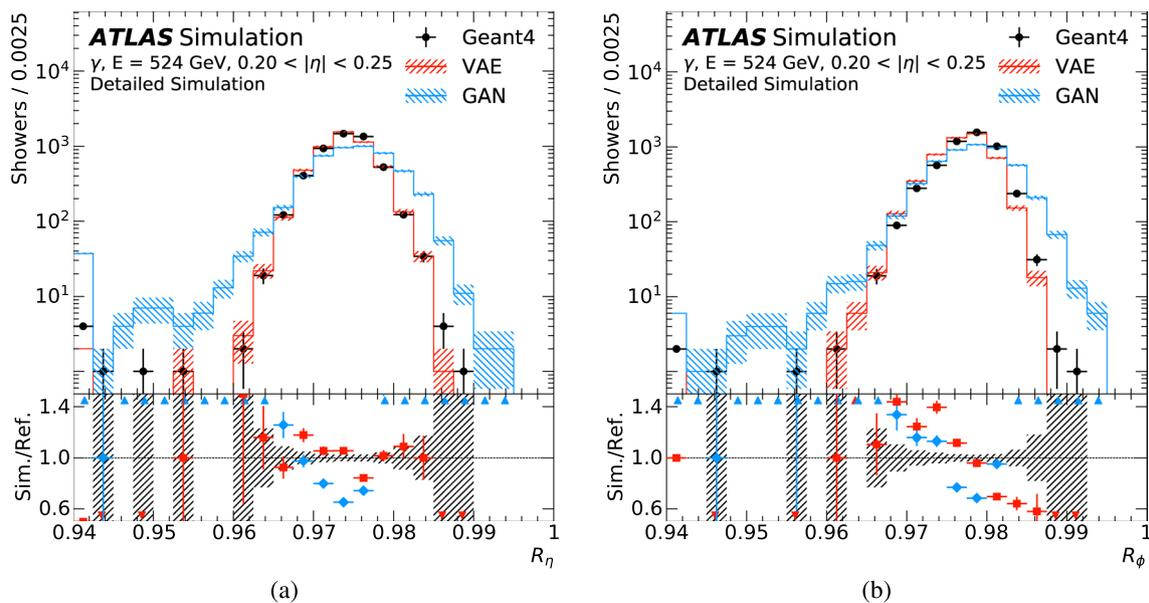 Showers / 0.0025
ATLAS Simulation
γ, E = 524 GeV, 0.20 < |η| < 0.25
Detailed Simulation
Geant4
VAE
GAN
10⁴
10³
10²
10¹
Sim./Ref.
1.4
1.0
0.6
0.94 0.95 0.96 0.97 0.98 0.99 1
Rη
(a)
Showers / 0.0025
ATLAS Simulation
γ, E = 524 GeV, 0.20 < |η| < 0.25
Detailed Simulation
Geant4
VAE
GAN
10⁴
10³
10²
10¹
Sim./Ref.
1.4
1.0
0.6
0.94 0.95 0.96 0.97 0.98 0.99 1
Rϕ
(b)